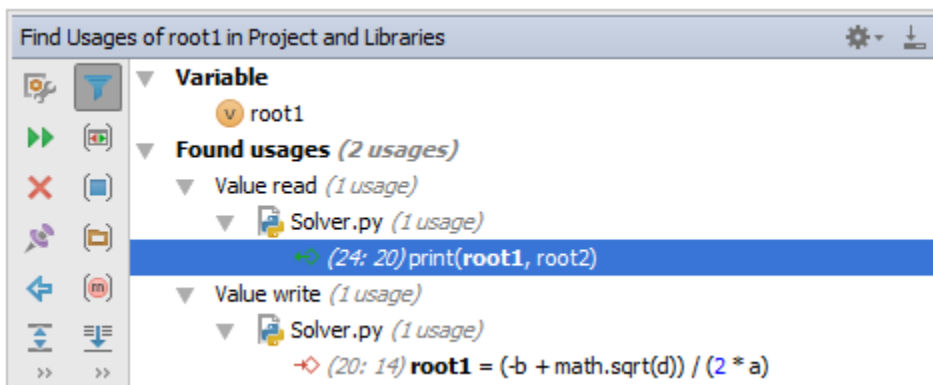 Find Usages of root1 in Project and Libraries
Variable
v root1
Found usages (2 usages)
Value read (1 usage)
Solver.py (1 usage)
(24: 20) print(root1, root2)
Value write (1 usage)
Solver.py (1 usage)
(20: 14) root1 = (-b + math.sqrt(d)) / (2 * a)
m
>> >>